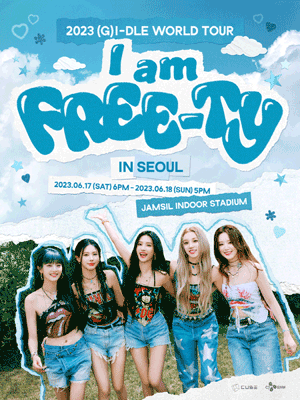 2023 (G)I-DLE WORLD TOUR
I am
FREE-TY
IN SEOUL
2023.06.17 (SAT) 6PM - 2023.06.18 (SUN) 5PM
JAMSIL INDOOR STADIUM
CUBE